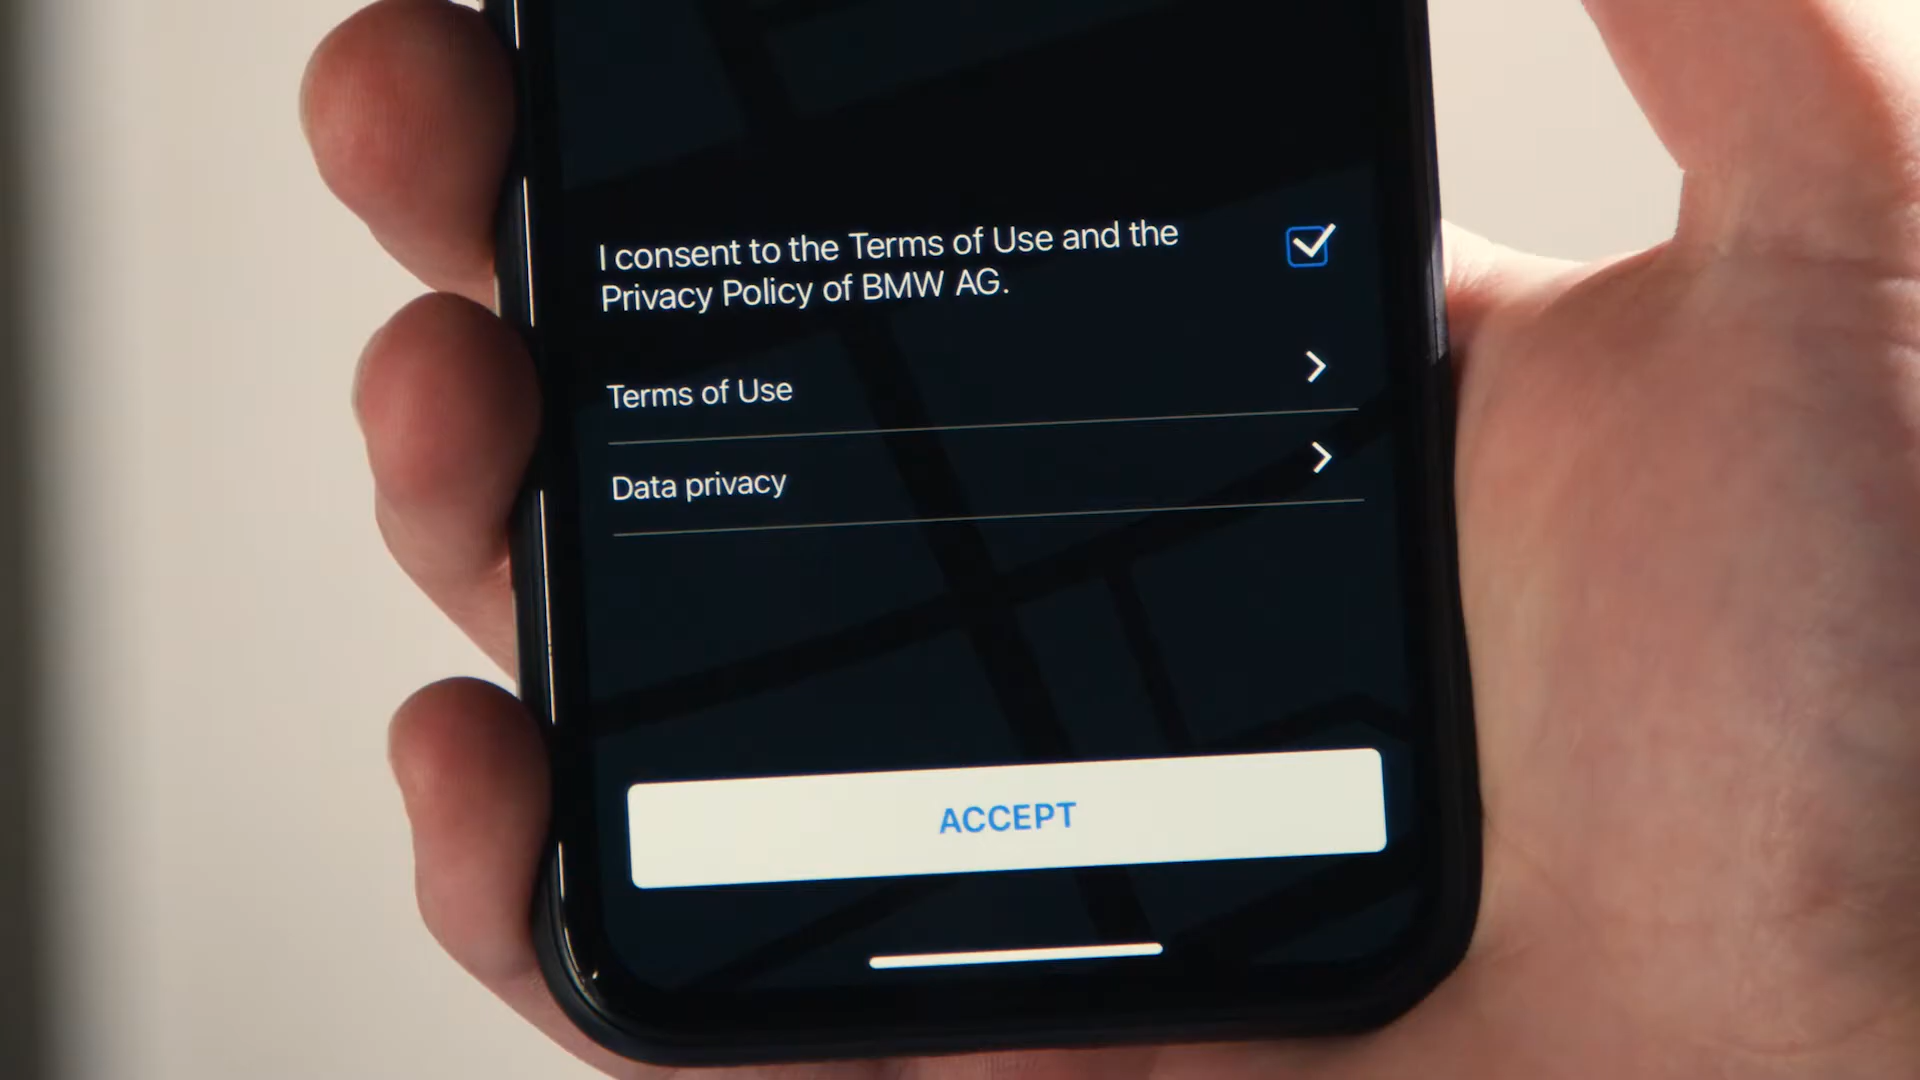 I consent to the Terms of Use and the
Privacy Policy of BMW AG.
Terms of Use
Data privacy
ACCEPT